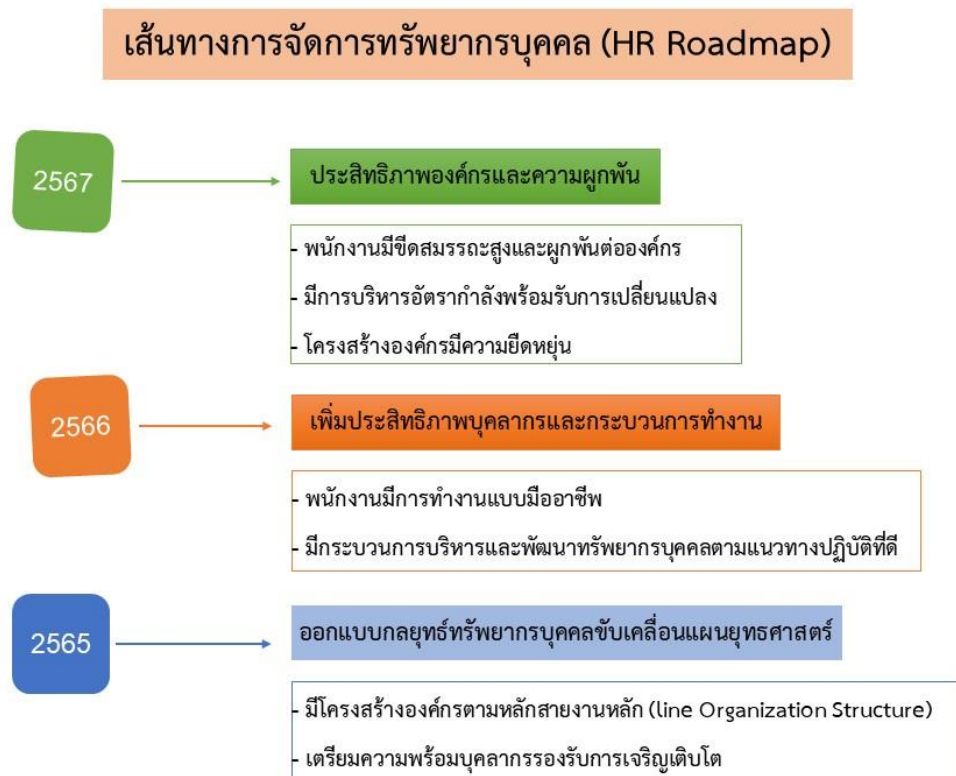 เส้นทางการจัดการทรัพยากรบุคคล (HR Roadmap)
2567
ประสิทธิภาพองค์กรและความผูกพัน
- พนักงานมีขีดสมรรถะสูงและผูกพันต่อองค์กร
- มีการบริหารอัตรากำลังพร้อมรับการเปลี่ยนแปลง
- โครงสร้างองค์กรมีความยืดหยุ่น
2566
เพิ่มประสิทธิภาพบุคลากรและกระบวนการทำงาน
- พนักงานมีการทำงานแบบมืออาชีพ
- มีกระบวนการบริหารและพัฒนาทรัพยากรบุคคลตามแนวทางปฏิบัติที่ดี
2565
ออกแบบกลยุทธ์ทรัพยากรบุคคลขับเคลื่อนแผนยุทธศาสตร์
- มีโครงสร้างองค์กรตามหลักสายงานหลัก (line Organization Structure)
- เตรียมความพร้อมบุคลากรรองรับการเจริญเติบโต